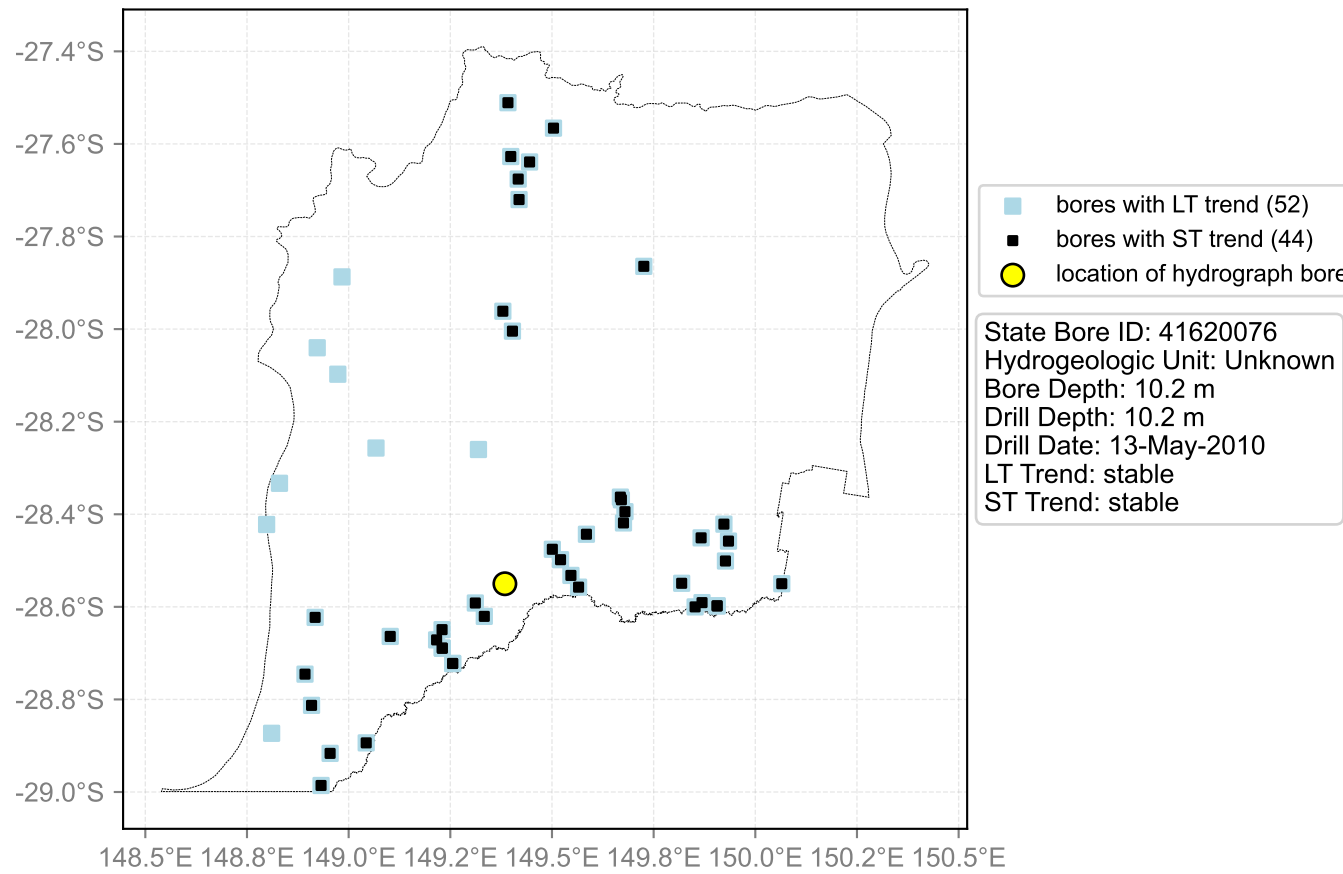 -27.4°S
-27.6°S
-27.8°S
-28.0°S
-28.2°S
-28.4°S
-28.6°S
-28.8°S
-29.0°S
148.5°E 148.8°E 149.0°E 149.2°E 149.5°E 149.8°E 150.0°E 150.2°E 150.5°E
bores with LT trend (52)
bores with ST trend (44)
location of hydrograph bore
State Bore ID: 41620076
Hydrogeologic Unit: Unknown
Bore Depth: 10.2 m
Drill Depth: 10.2 m
Drill Date: 13-May-2010
LT Trend: stable
ST Trend: stable